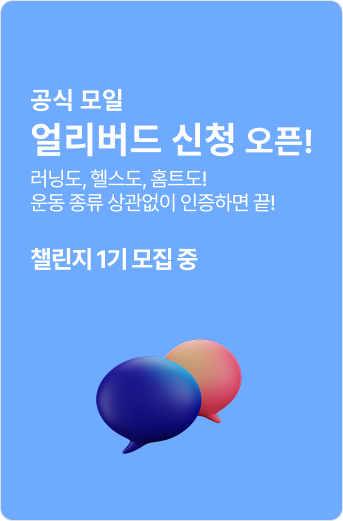 공식 모일
얼리버드 신청 오픈!
러닝도, 헬스도, 홈트도!
운동 종류 상관없이 인증하면 끝!
챌린지 1기 모집 중